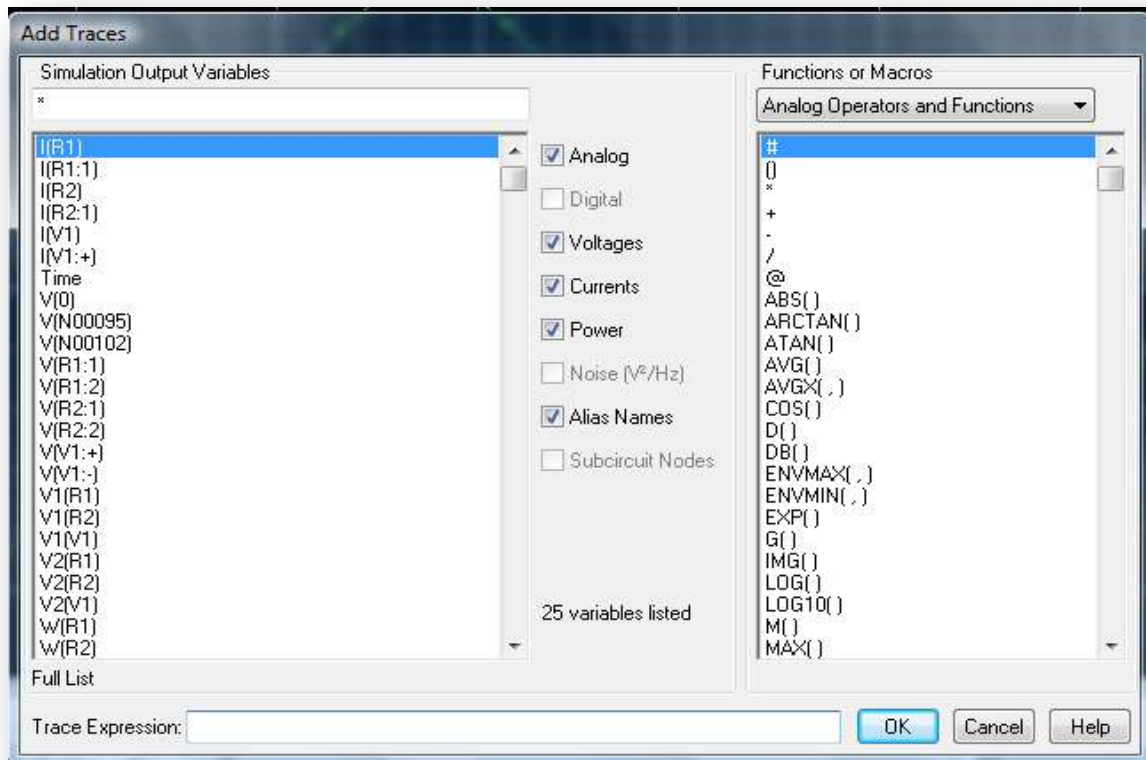 Add Traces
Simulation Output Variables
*
I(R1)
I(R1:1)
I(R2)
I(R2:1)
I(V1)
I(V1:+)
Time
V(0)
V(N00095)
V(N00102)
V(R1:1)
V(R1:2)
V(R2:1)
V(R2:2)
V(V1:+)
V(V1:-)
V1(R1)
V1(R2)
V1(V1)
V2(R1)
V2(R2)
V2(V1)
W(R1)
W(R2)
Full List
Analog
Digital
Voltages
Currents
Power
Noise (V²/Hz)
Alias Names
Subcircuit Nodes
25 variables listed
Functions or Macros
Analog Operators and Functions
#
()
*
+
-
/
@
ABS( )
ARCTAN( )
ATAN( )
AVG( )
AVGX( , )
COS( )
D( )
DB( )
ENVMAX( , )
ENVMIN( , )
EXP( )
G( )
IMG( )
LOG( )
LOG10( )
M( )
MAX( )
Trace Expression:
OK
Cancel
Help